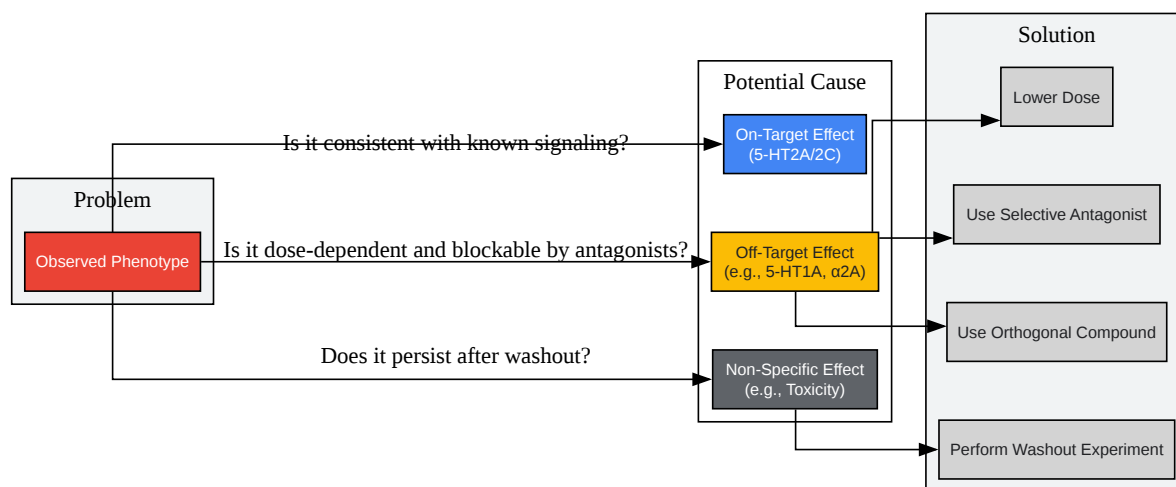 Problem
Observed Phenotype
Is it consistent with known signaling?
Is it dose-dependent and blockable by antagonists?
Does it persist after washout?
Potential Cause
On-Target Effect
(5-HT2A/2C)
Off-Target Effect
(e.g., 5-HT1A, α2A)
Non-Specific Effect
(e.g., Toxicity)
Solution
Lower Dose
Use Selective Antagonist
Use Orthogonal Compound
Perform Washout Experiment